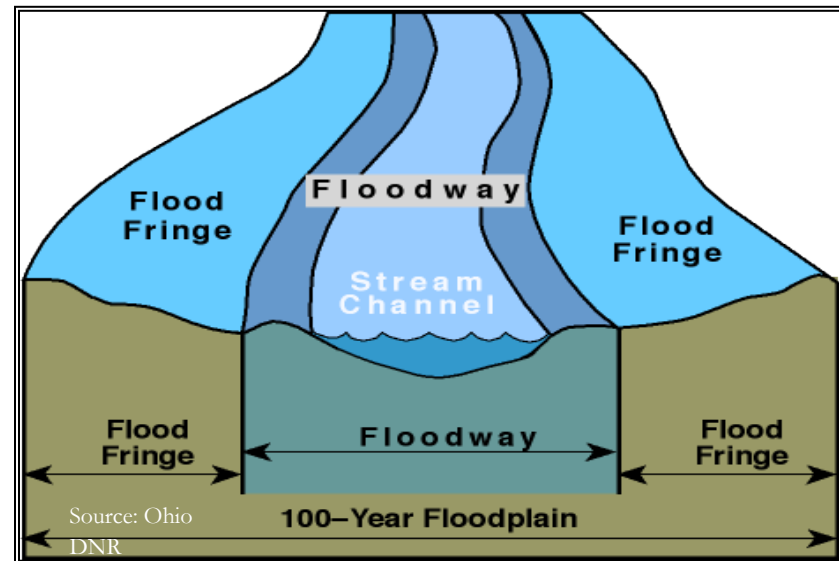 Floodway
Flood
Fringe
Flood
Fringe
Stream
Channel
Flood
Fringe
Floodway
Flood
Fringe
Source: Ohio
DNR
100–Year Floodplain